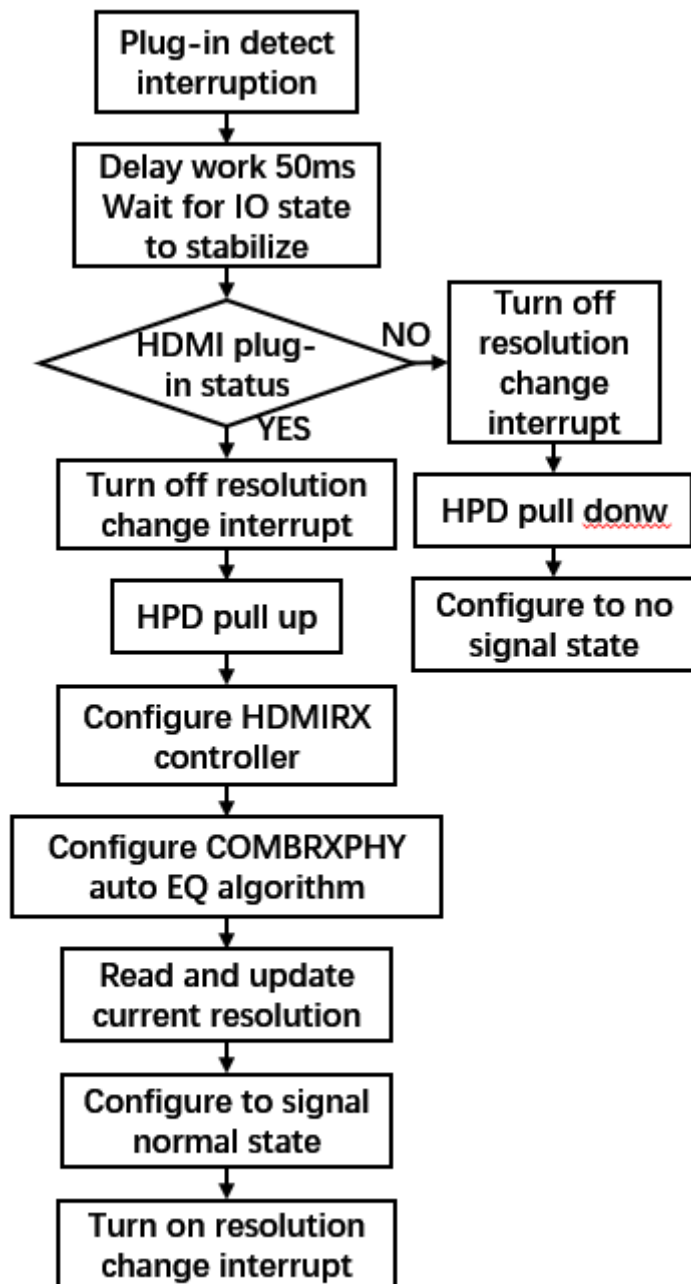 Plug-in detect
interruption
Delay work 50ms
Wait for IO state
to stabilize
HDMI plug-
in status
NO
Turn off
resolution
change
interrupt
HPD pull donw
Configure to no
signal state
YES
Turn off resolution
change interrupt
HPD pull up
Configure HDMIRX
controller
Configure COMBRXPHY
auto EQ algorithm
Read and update
current resolution
Configure to signal
normal state
Turn on resolution
change interrupt